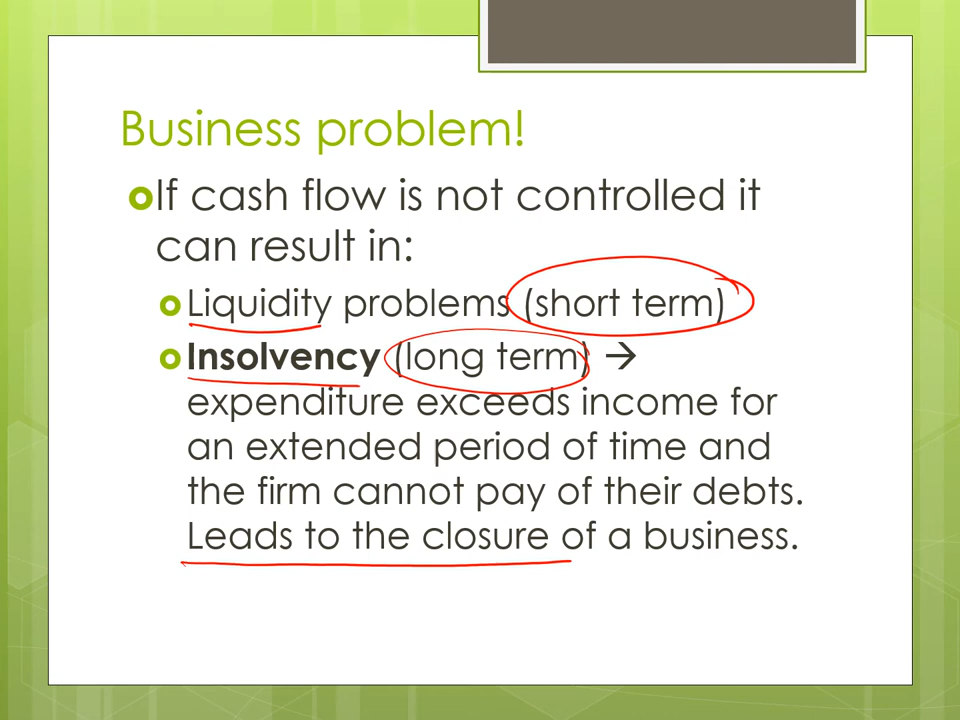 Business problem!
If cash flow is not controlled it
can result in:
Liquidity problems (short term)
Insolvency (long term) →
expenditure exceeds income for
an extended period of time and
the firm cannot pay of their debts.
Leads to the closure of a business.